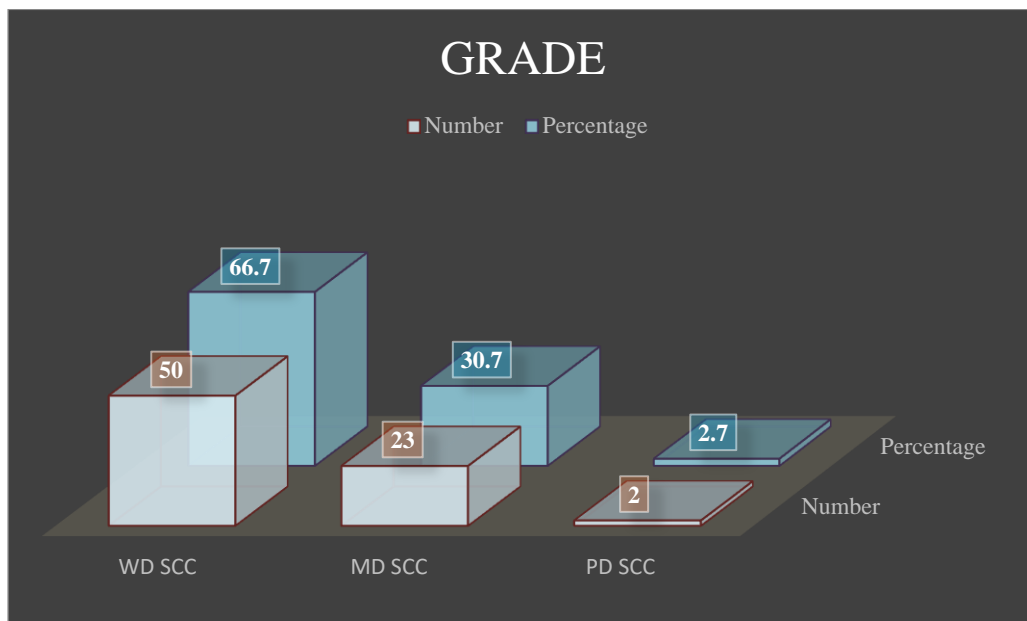 GRADE
Number Percentage
66.7
50
30.7
23
2.7
2
Percentage
Number
WD SCC MD SCC PD SCC